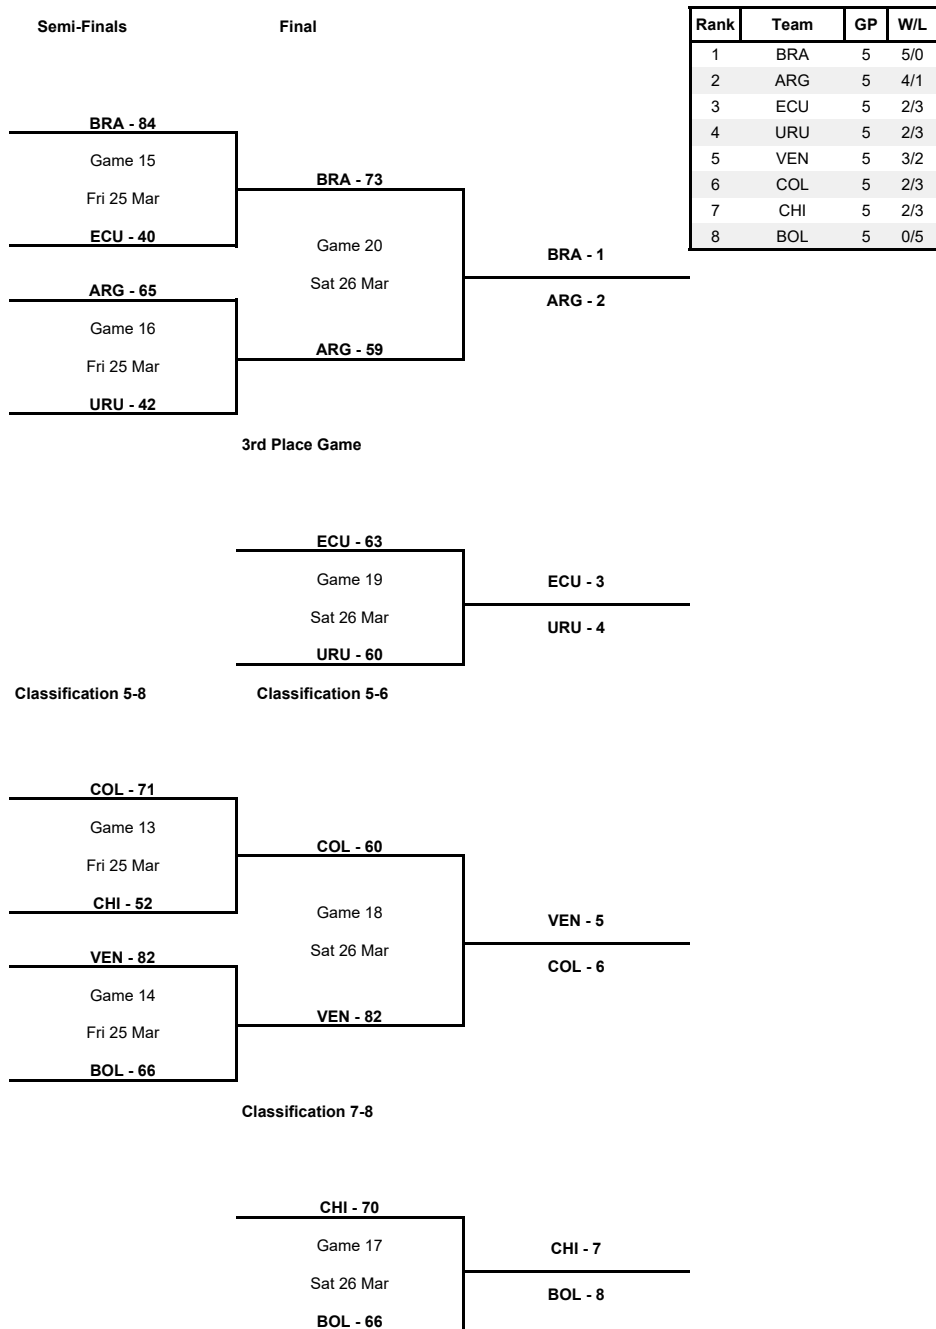 Semi-Finals Final
Rank Team GP W/L
1 BRA 5 5/0
2 ARG 5 4/1
3 ECU 5 2/3
4 URU 5 2/3
5 VEN 5 3/2
6 COL 5 2/3
7 CHI 5 2/3
8 BOL 5 0/5
BRA - 84
Game 15
Fri 25 Mar
ECU - 40
BRA - 73
Game 20
Sat 26 Mar
ARG - 59
BRA - 1
ARG - 2
ARG - 65
Game 16
Fri 25 Mar
URU - 42
3rd Place Game
ECU - 63
Game 19
Sat 26 Mar
URU - 60
ECU - 3
URU - 4
Classification 5-8 Classification 5-6
COL - 71
Game 13
Fri 25 Mar
CHI - 52
COL - 60
Game 18
Sat 26 Mar
VEN - 82
VEN - 5
COL - 6
VEN - 82
Game 14
Fri 25 Mar
BOL - 66
Classification 7-8
CHI - 70
Game 17
Sat 26 Mar
BOL - 66
CHI - 7
BOL - 8